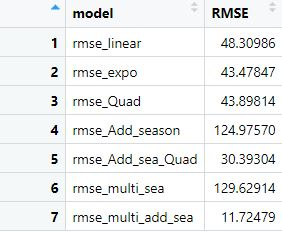 model RMSE
1 rmse_linear 48.30986
2 rmse_expo 43.47847
3 rmse_Quad 43.89814
4 rmse_Add_season 124.97570
5 rmse_Add_sea_Quad 30.39304
6 rmse_multi_sea 129.62914
7 rmse_multi_add_sea 11.72479